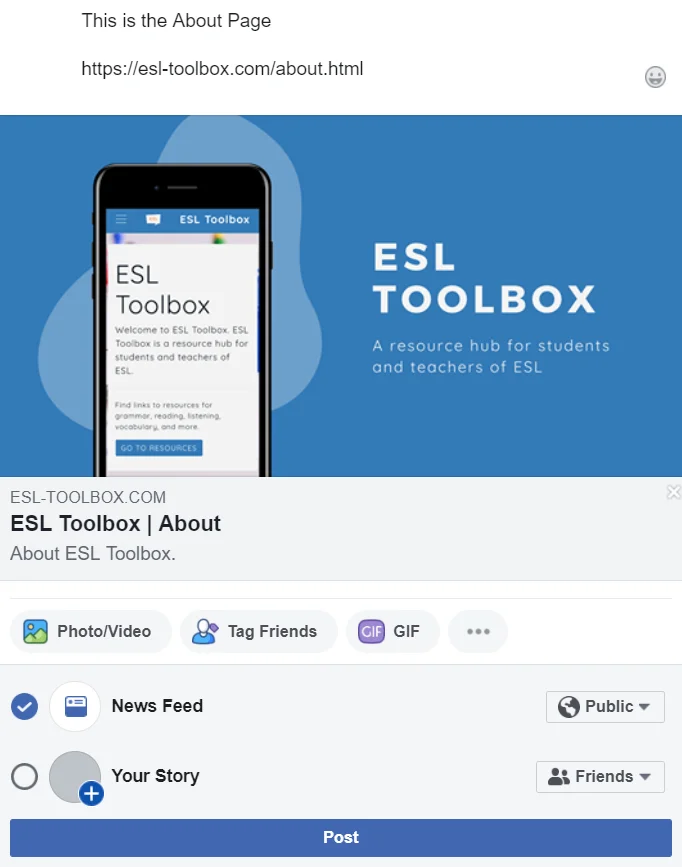 This is the About Page
https://esl-toolbox.com/about.html
ESL Toolbox
ESL
Toolbox
Welcome to ESL Toolbox. ESL
Toolbox is a resource hub for
students and teachers of
ESL.
Find links to resources for
grammar, reading, listening,
vocabulary, and more.
GO TO RESOURCES
ESL
TOOLBOX
A resource hub for students
and teachers of ESL
ESL-TOOLBOX.COM
ESL Toolbox | About
About ESL Toolbox.
Photo/Video
Tag Friends
GIF
GIF
News Feed
Public
Your Story
Friends
Post